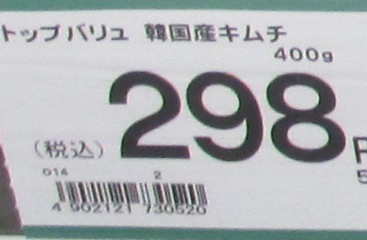 トップバリュ 韓国産キムチ
400g
(税込) 298
014 2
4 902121 730520